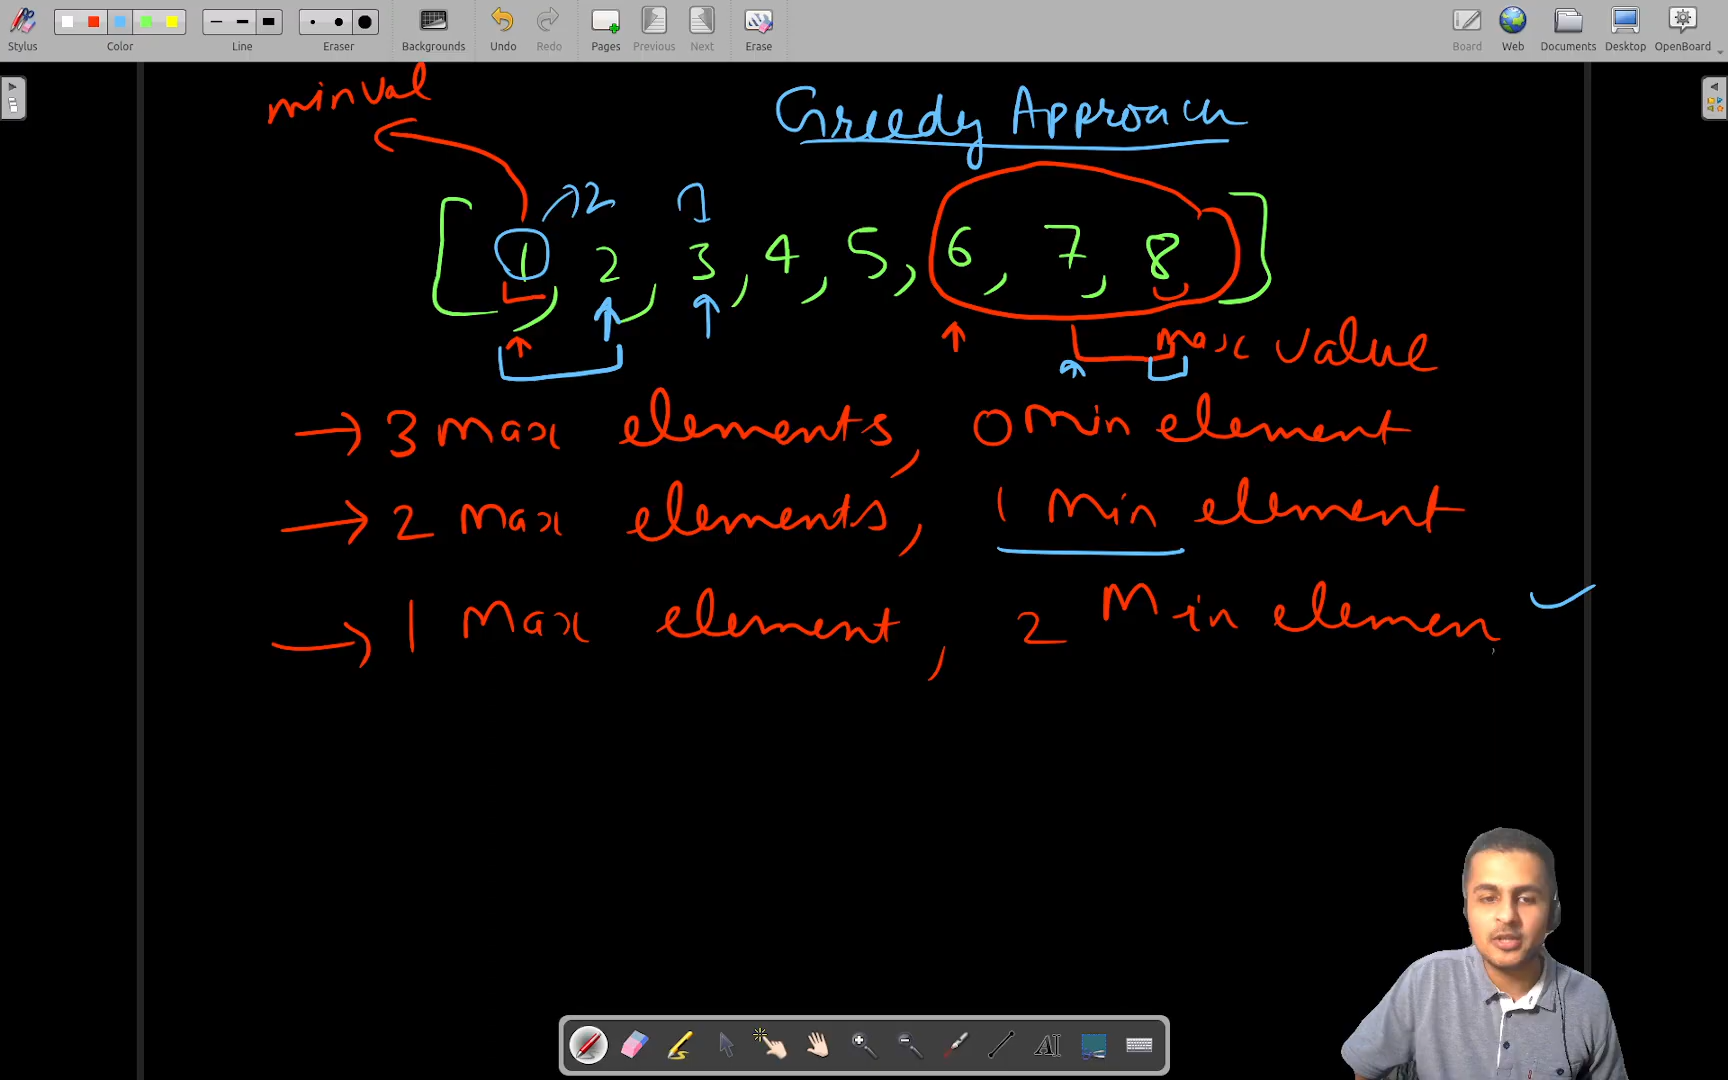 Stylus Color Line Eraser Backgrounds Undo Redo Pages Previous Next Erase Board Web Documents Desktop OpenBoard
minval
Greedy Approach
2
[1, 2, 3, 4, 5, 6, 7, 8]
max value
→ 3 max elements, 0 min element
→ 2 max elements, 1 min element
→ 1 max element, 2 Min elemen
AI